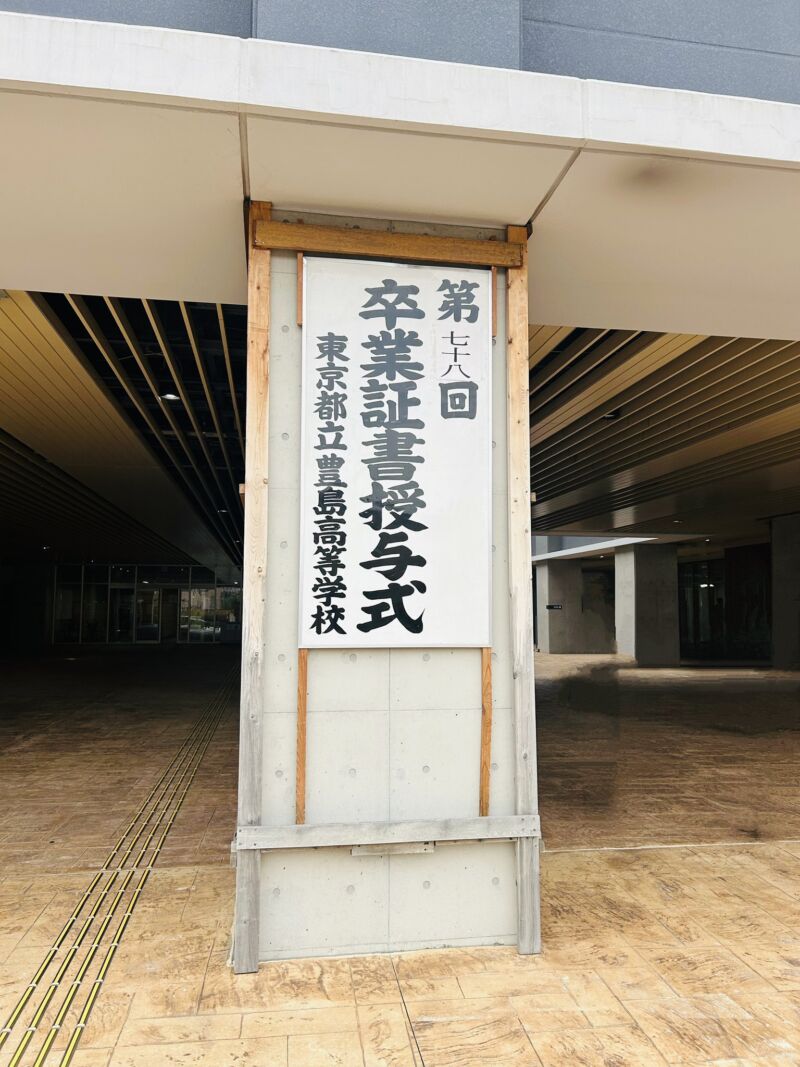 第七十八回
卒業証書授与式
東京都立豊島高等学校